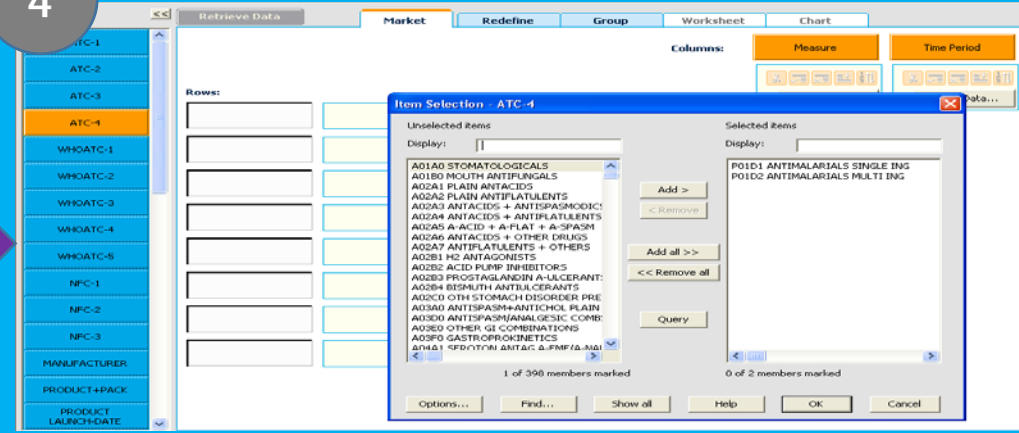 4
<<
Retrieve Data
Market
Redefine
Group
Worksheet
Chart
ATC-1
ATC-2
ATC-3
ATC-4
WHOATC-1
WHOATC-2
WHOATC-3
WHOATC-4
WHOATC-5
NFC-1
NFC-2
NFC-3
MANUFACTURER
PRODUCT+PACK
PRODUCT
LAUNCH-DATE
Columns:
Measure
Time Period
Data...
Rows:
Item Selection - ATC-4
Unselected items
Display:
A01A0 STOMATOLOGICALS
A01B0 MOUTH ANTIFUNGALS
A02A1 PLAIN ANTACIDS
A02A2 PLAIN ANTIFLATULENTS
A02A3 ANTACIDS + ANTISPASMODICS
A02A4 ANTACIDS + ANTIFLATULENTS
A02A5 A-ACID + A-FLAT + A-SPASM
A02A6 ANTACIDS + OTHER DRUGS
A02A7 ANTIFLATULENTS + OTHERS
A02B1 H2 ANTAGONISTS
A02B2 ACID PUMP INHIBITORS
A02B3 PROSTAGLANDIN A-ULCERANT:
A02B4 BISMUTH ANTIULCERANTS
A02C0 OTH STOMACH DISORDER PRE
A03A0 ANTISPASM+ANTICHOL PLAIN
A03D0 ANTISPASM/ANALGESIC COMB:
A03E0 OTHER GI COMBINATIONS
A03F0 GASTROPROKINETICS
A04A1 SEROTON ANTAG A-EME/A-NAU
1 of 398 members marked
Add >
< Remove
Add all >>
<< Remove all
Query
Selected items
Display:
P01D1 ANTIMALARIALS SINGLE ING
P01D2 ANTIMALARIALS MULTI ING
0 of 2 members marked
Options...
Find...
Show all
Help
OK
Cancel